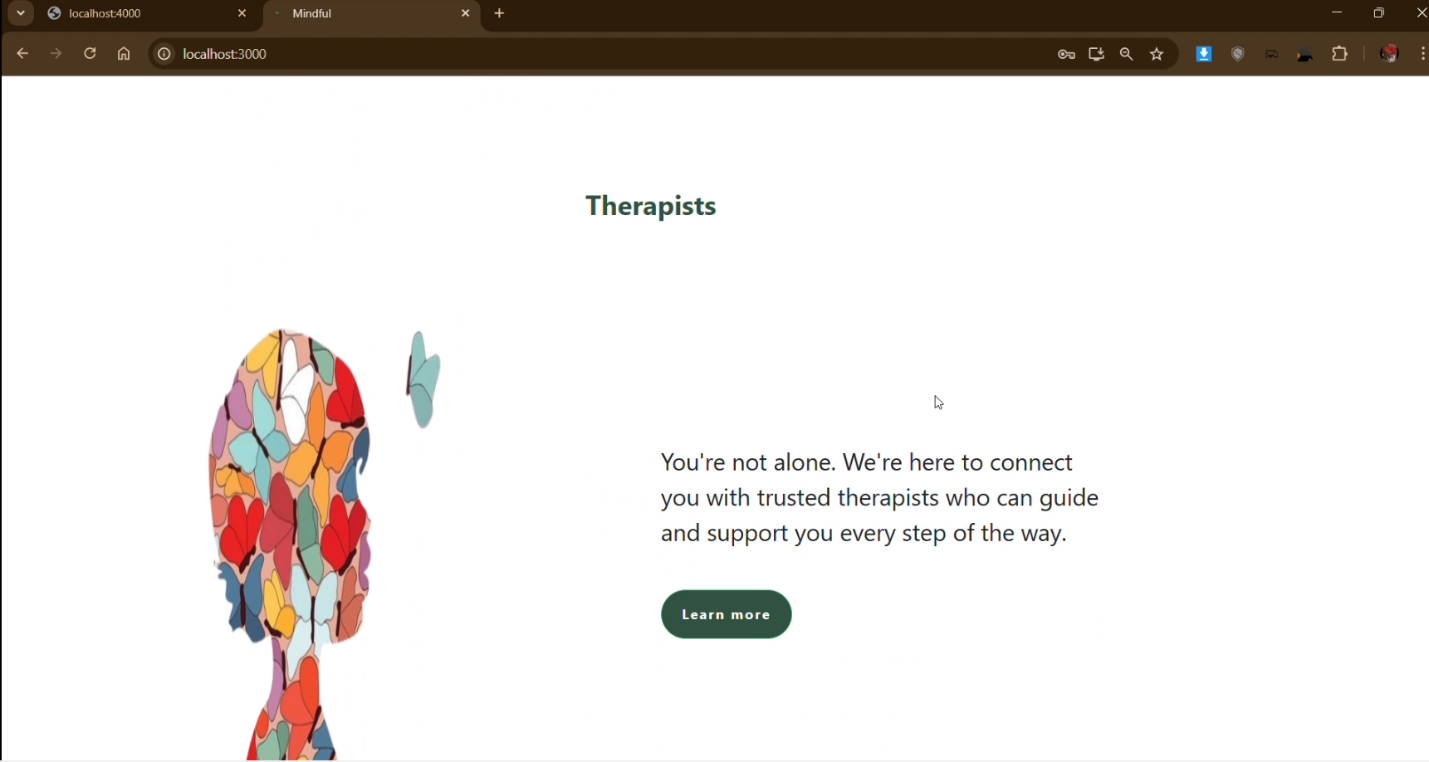 localhost:4000
Mindful
localhost:3000
Therapists
You're not alone. We're here to connect
you with trusted therapists who can guide
and support you every step of the way.
Learn more